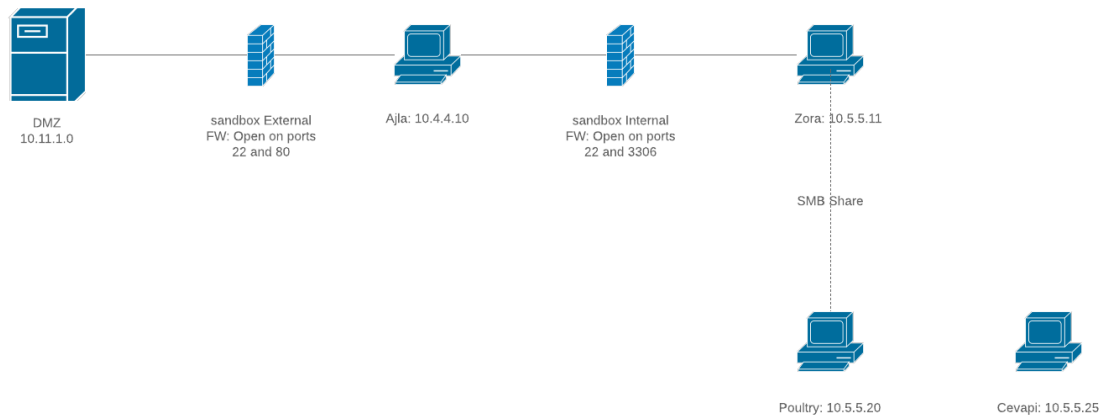 DMZ
10.11.1.0
sandbox External
FW: Open on ports
22 and 80
Ajla: 10.4.4.10
sandbox Internal
FW: Open on ports
22 and 3306
Zora: 10.5.5.11
SMB Share
Poultry: 10.5.5.20
Cevapi: 10.5.5.25